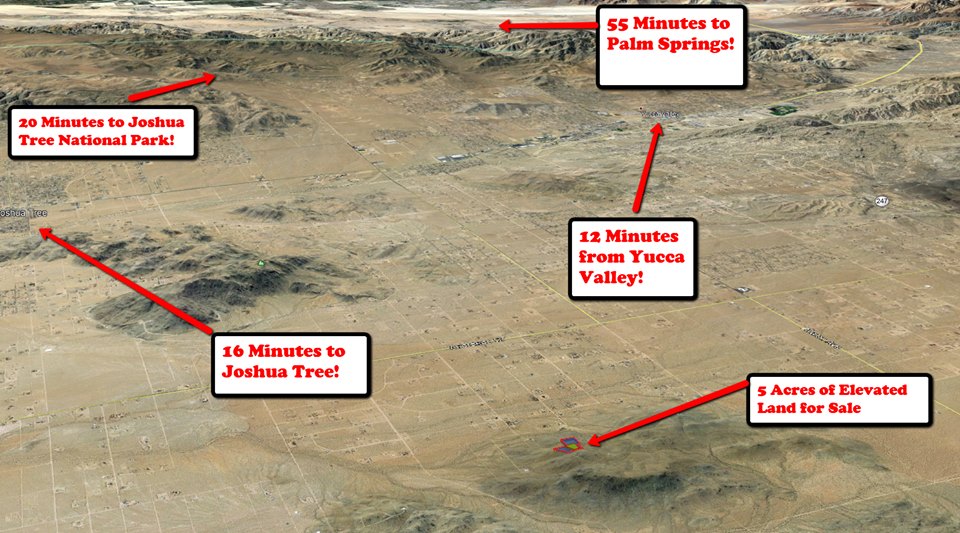 55 Minutes to
Palm Springs!
20 Minutes to Joshua
Tree National Park!
Yucca Valley
oshua Tree
247
12 Minutes
from Yucca
Valley!
16 Minutes to
Joshua Tree!
5 Acres of Elevated
Land for Sale